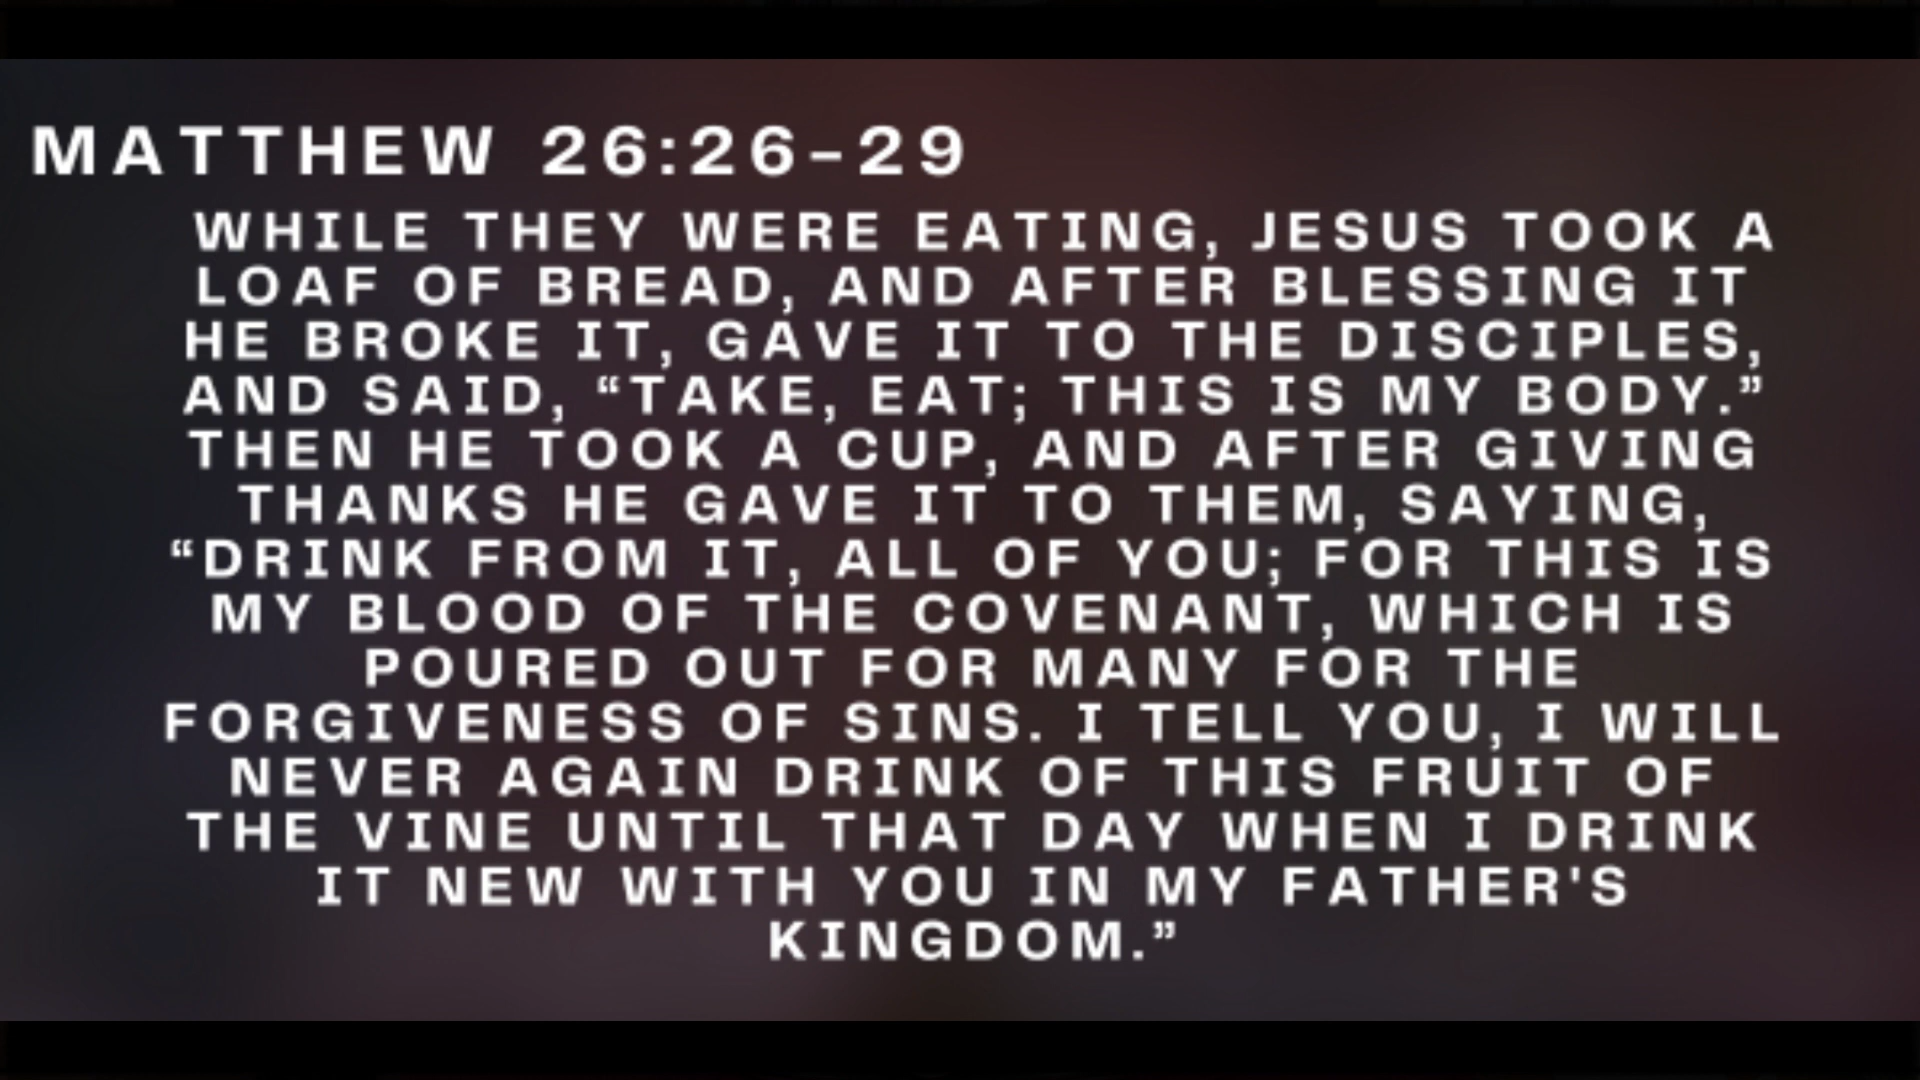 MATTHEW 26:26-29
WHILE THEY WERE EATING, JESUS TOOK A
LOAF OF BREAD, AND AFTER BLESSING IT
HE BROKE IT, GAVE IT TO THE DISCIPLES,
AND SAID, “TAKE, EAT; THIS IS MY BODY.”
THEN HE TOOK A CUP, AND AFTER GIVING
THANKS HE GAVE IT TO THEM, SAYING,
“DRINK FROM IT, ALL OF YOU; FOR THIS IS
MY BLOOD OF THE COVENANT, WHICH IS
POURED OUT FOR MANY FOR THE
FORGIVENESS OF SINS. I TELL YOU, I WILL
NEVER AGAIN DRINK OF THIS FRUIT OF
THE VINE UNTIL THAT DAY WHEN I DRINK
IT NEW WITH YOU IN MY FATHER'S
KINGDOM.”